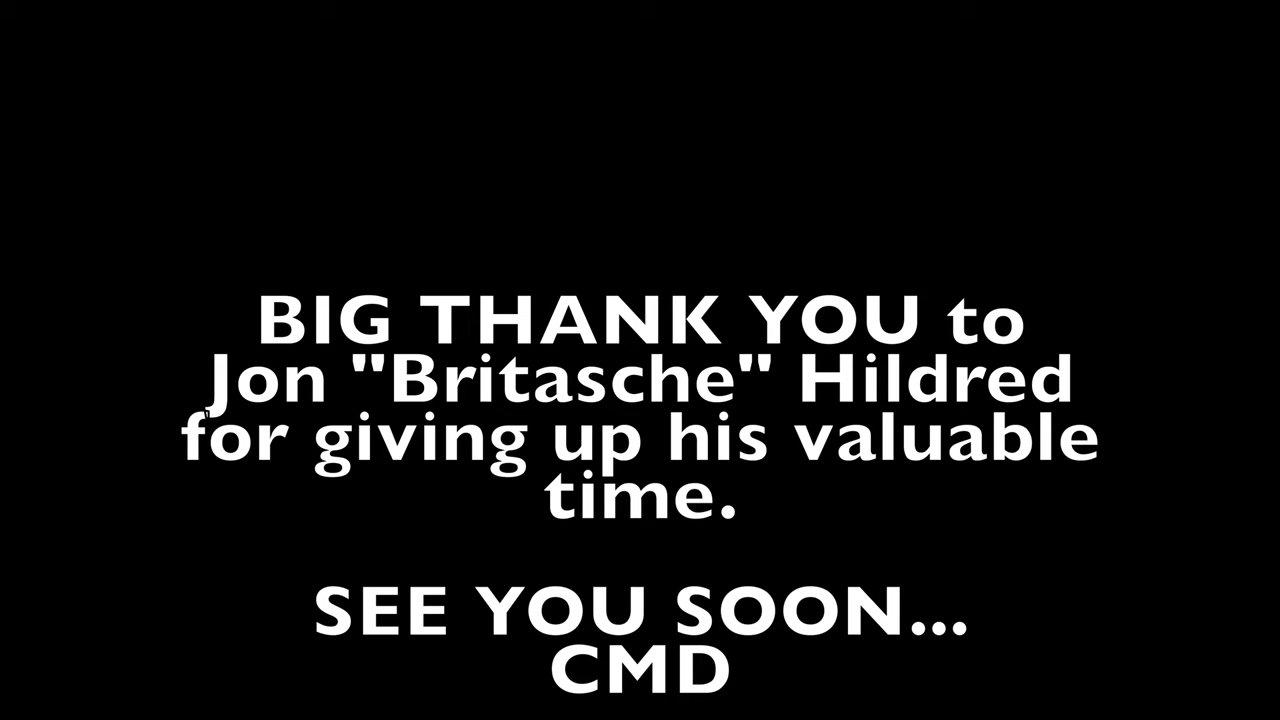 BIG THANK YOU to
Jon "Britasche" Hildred
for giving up his valuable
time.
SEE YOU SOON...
CMD